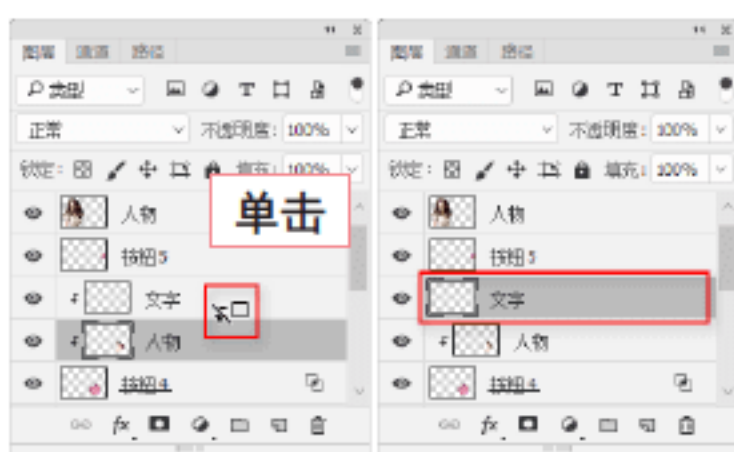 图层 通道 路径
类型
正常 不透明度: 100%
锁定: 填充: 100%
单击
人物
按钮5
文字
人物
按钮4
fx
图层 通道 路径
类型
正常 不透明度: 100%
锁定: 填充: 100%
人物
按钮5
文字
人物
按钮4
fx